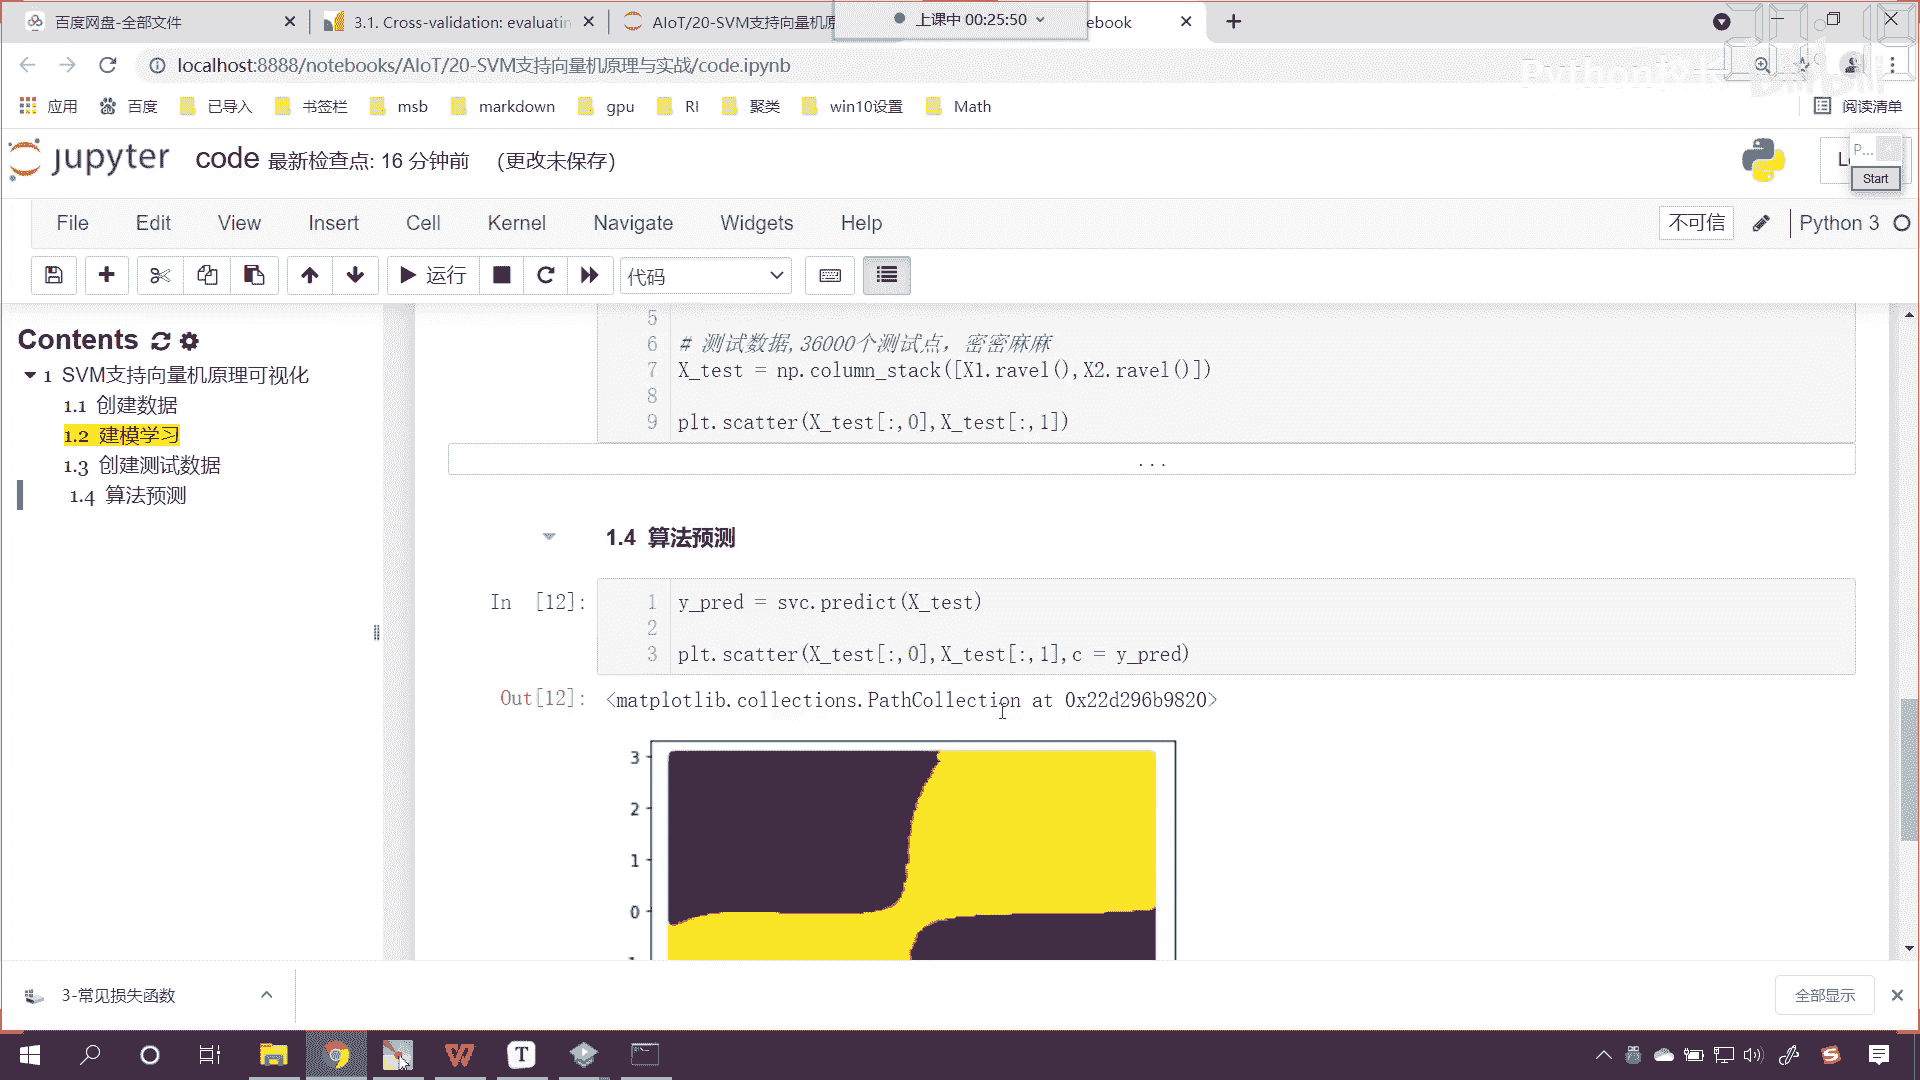 百度网盘-全部文件
3.1. Cross-validation: evaluatin
AIoT/20-SVM支持向量机原
上课中 00:25:50
ebook
localhost:8888/notebooks/AIoT/20-SVM支持向量机原理与实战/code.ipynb
Python校长
应用 百度 已导入 书签栏 msb markdown gpu RI 聚类 win10设置 Math 阅读清单
jupyter code 最新检查点: 16 分钟前 (更改未保存)
P...
Start
File Edit View Insert Cell Kernel Navigate Widgets Help 不可信 Python 3
运行 代码
Contents
1 SVM支持向量机原理可视化
1.1 创建数据
1.2 建模学习
1.3 创建测试数据
1.4 算法预测
5
6 # 测试数据,36000个测试点，密密麻麻
7 X_test = np.column_stack([X1.ravel(),X2.ravel()])
8
9 plt.scatter(X_test[:,0],X_test[:,1])
...
1.4 算法预测
In [12]:
1 y_pred = svc.predict(X_test)
2
3 plt.scatter(X_test[:,0],X_test[:,1],c = y_pred)
Out[12]: <matplotlib.collections.PathCollection at 0x22d296b9820>
3
2
1
0
3-常见损失函数
全部显示